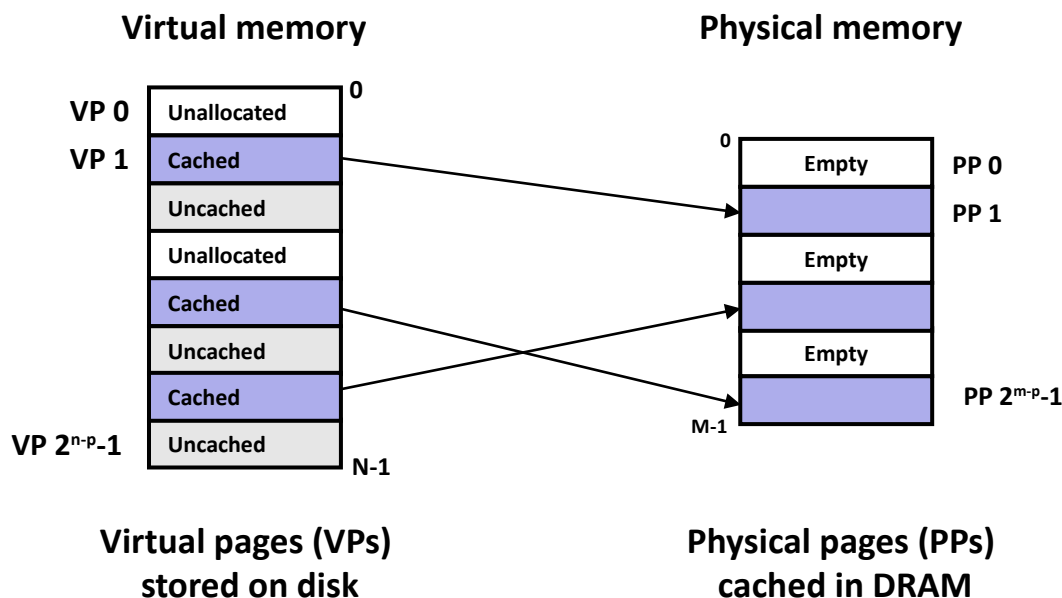 Virtual memory
Physical memory
0
VP 0
Unallocated
VP 1
Cached
Uncached
Unallocated
Cached
Uncached
Cached
VP 2ⁿ⁻ᵖ-1
Uncached
N-1
0
Empty
PP 0
PP 1
Empty
Empty
PP 2ᵐ⁻ᵖ-1
M-1
Virtual pages (VPs)
stored on disk
Physical pages (PPs)
cached in DRAM